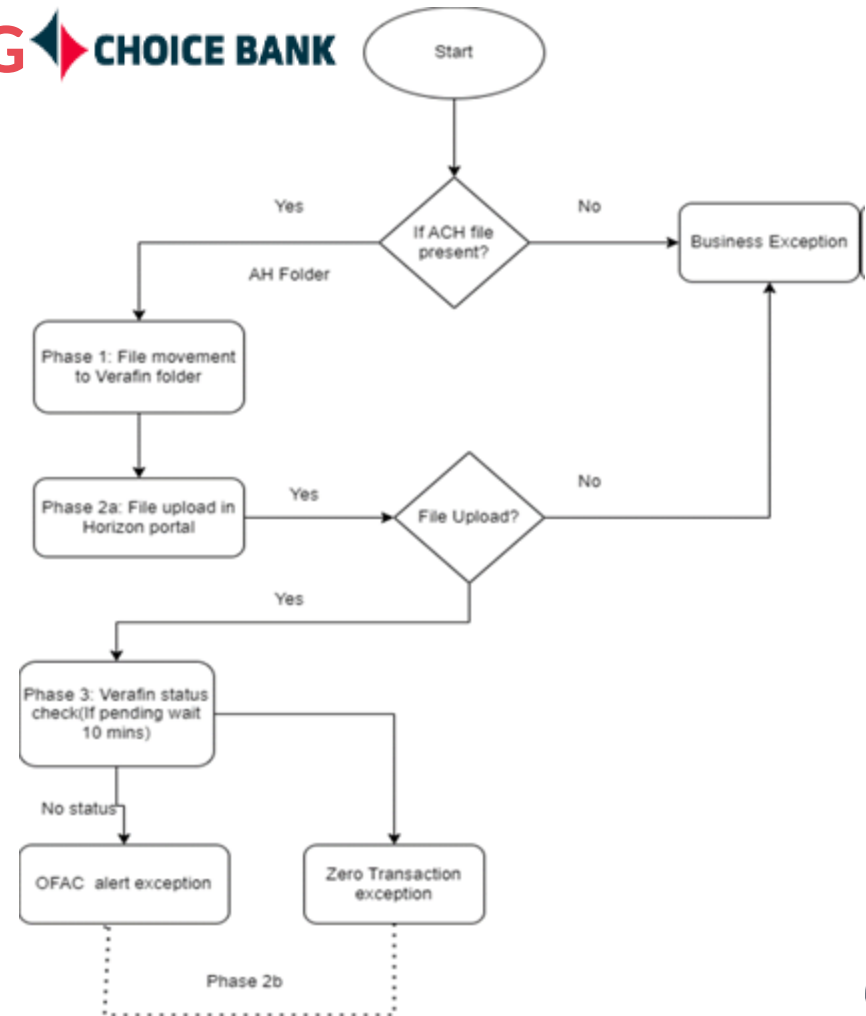 G
CHOICE BANK
Start
Yes
No
If ACH file
present?
Business Exception
AH Folder
Phase 1: File movement
to Verafin folder
Phase 2a: File upload in
Horizon portal
Yes
File Upload?
No
Yes
Phase 3: Verafin status
check(If pending wait
10 mins)
No status
OFAC  alert exception
Zero Transaction
exception
Phase 2b